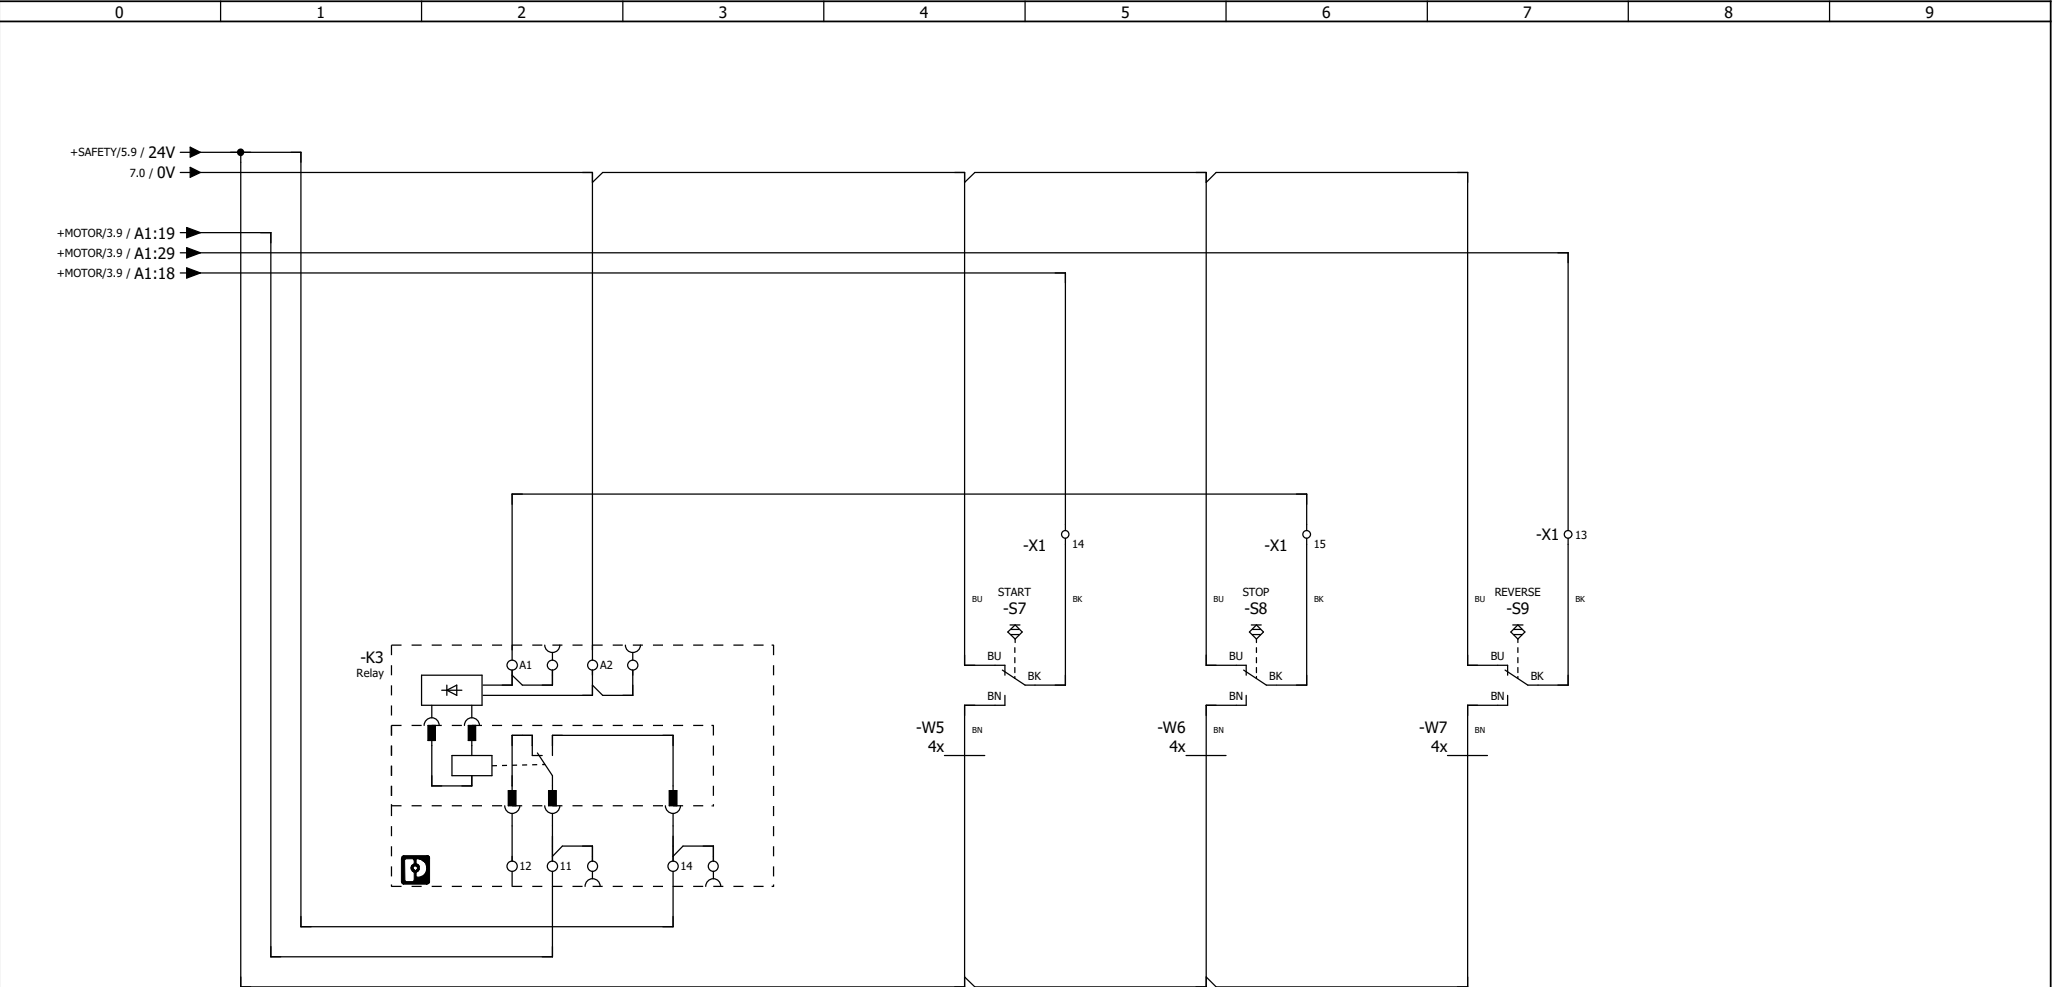 0 1 2 3 4 5 6 7 8 9
+SAFETY/5.9 / 24V
7.0 / 0V
+MOTOR/3.9 / A1:19
+MOTOR/3.9 / A1:29
+MOTOR/3.9 / A1:18
-X1 14
-X1 15
-X1 13
BU START BK
-S7
BU STOP BK
-S8
BU REVERSE BK
-S9
-K3
Relay
A1 A2
BU BK
BN
BU BK
BN
BU BK
BN
-W5 BN
4x
-W6 BN
4x
-W7 BN
4x
12 11 14